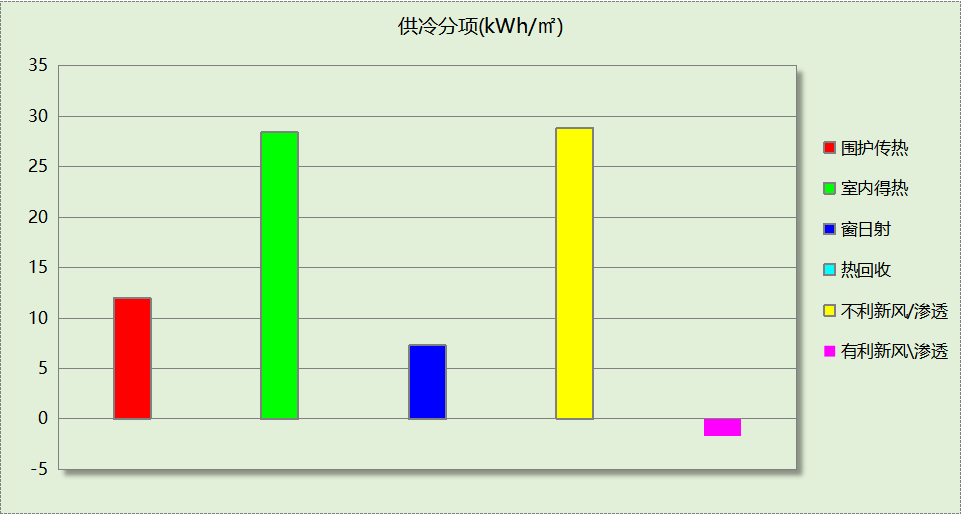 供冷分项(kWh/㎡)
35
30
25
20
15
10
5
0
-5
围护传热
室内得热
窗日射
热回收
不利新风/渗透
有利新风\渗透